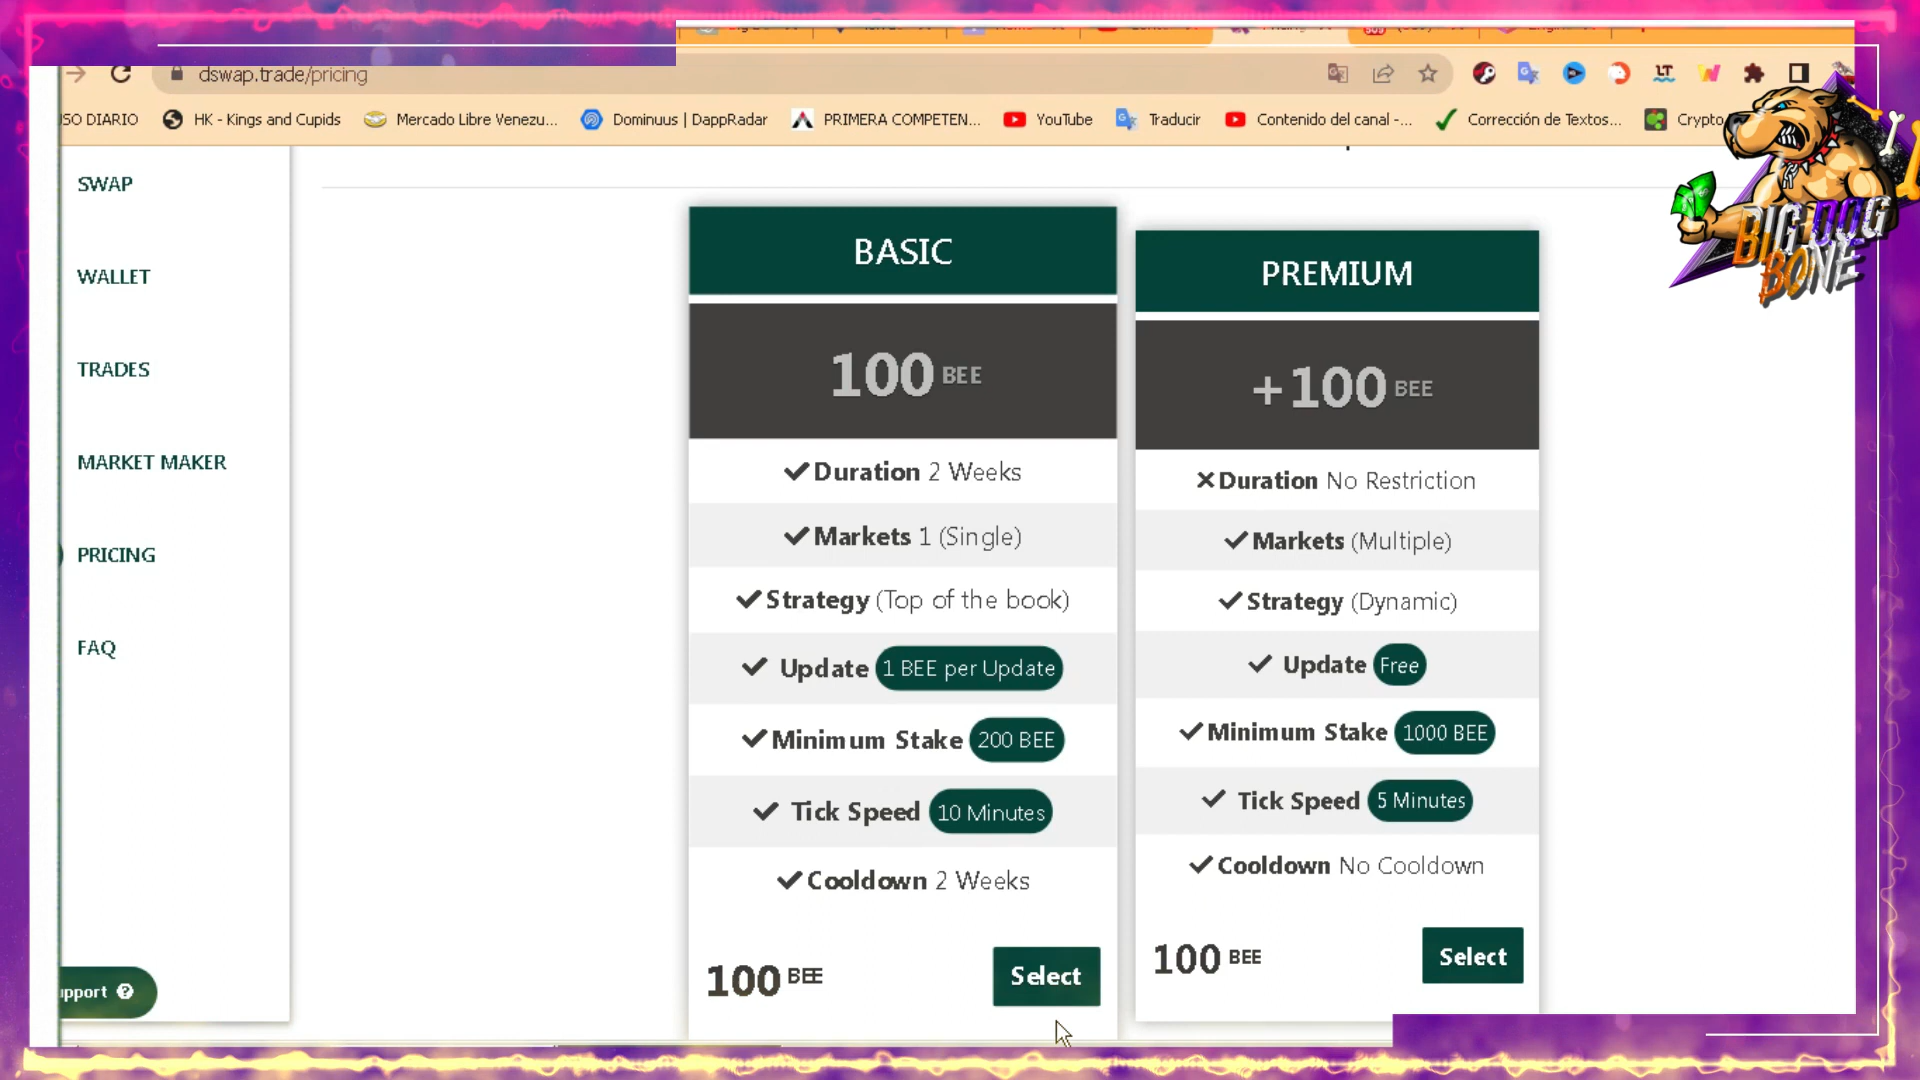 dswap.trade/pricing
SO DIARIO
HK - Kings and Cupids
Mercado Libre Venezu...
Dominuus | DappRadar
PRIMERA COMPETEN...
YouTube
Traducir
Contenido del canal -...
Corrección de Textos...
Crypto
BIG DOG
BONE
SWAP
WALLET
TRADES
MARKET MAKER
PRICING
FAQ
upport
BASIC
100 BEE
Duration 2 Weeks
Markets 1 (Single)
Strategy (Top of the book)
Update 1 BEE per Update
Minimum Stake 200 BEE
Tick Speed 10 Minutes
Cooldown 2 Weeks
100 BEE
Select
PREMIUM
+100 BEE
Duration No Restriction
Markets (Multiple)
Strategy (Dynamic)
Update Free
Minimum Stake 1000 BEE
Tick Speed 5 Minutes
Cooldown No Cooldown
100 BEE
Select